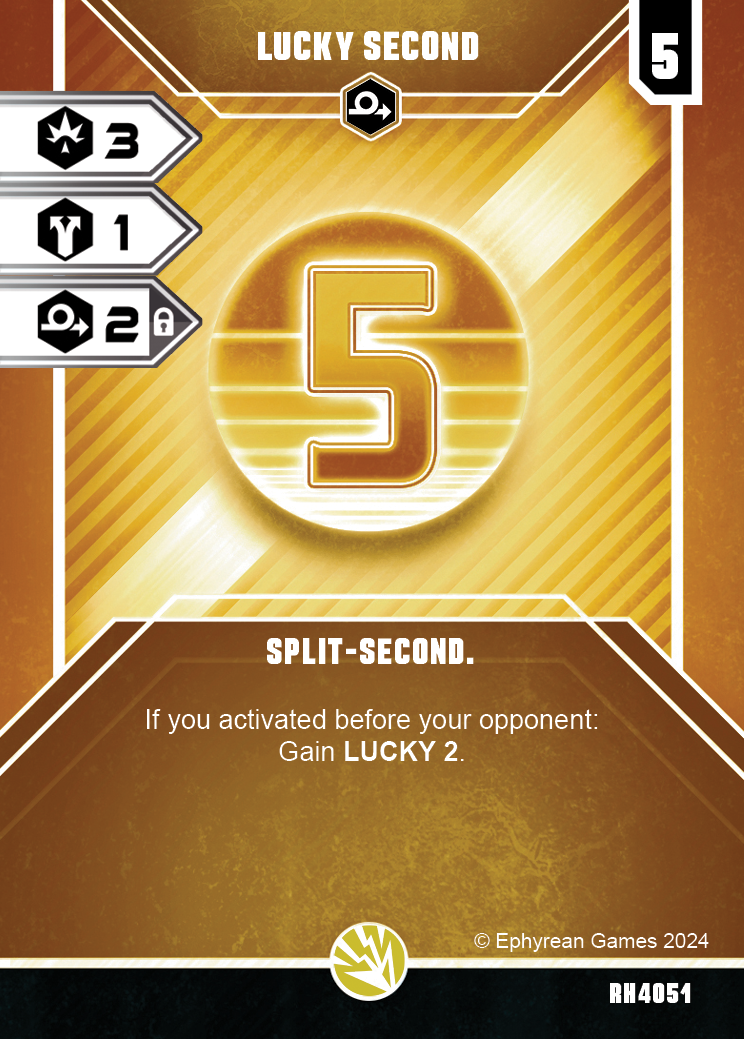 LUCKY SECOND
5
3
1
2
5
SPLIT-SECOND.
If you activated before your opponent:
Gain LUCKY 2.
© Ephyrean Games 2024
RH4051